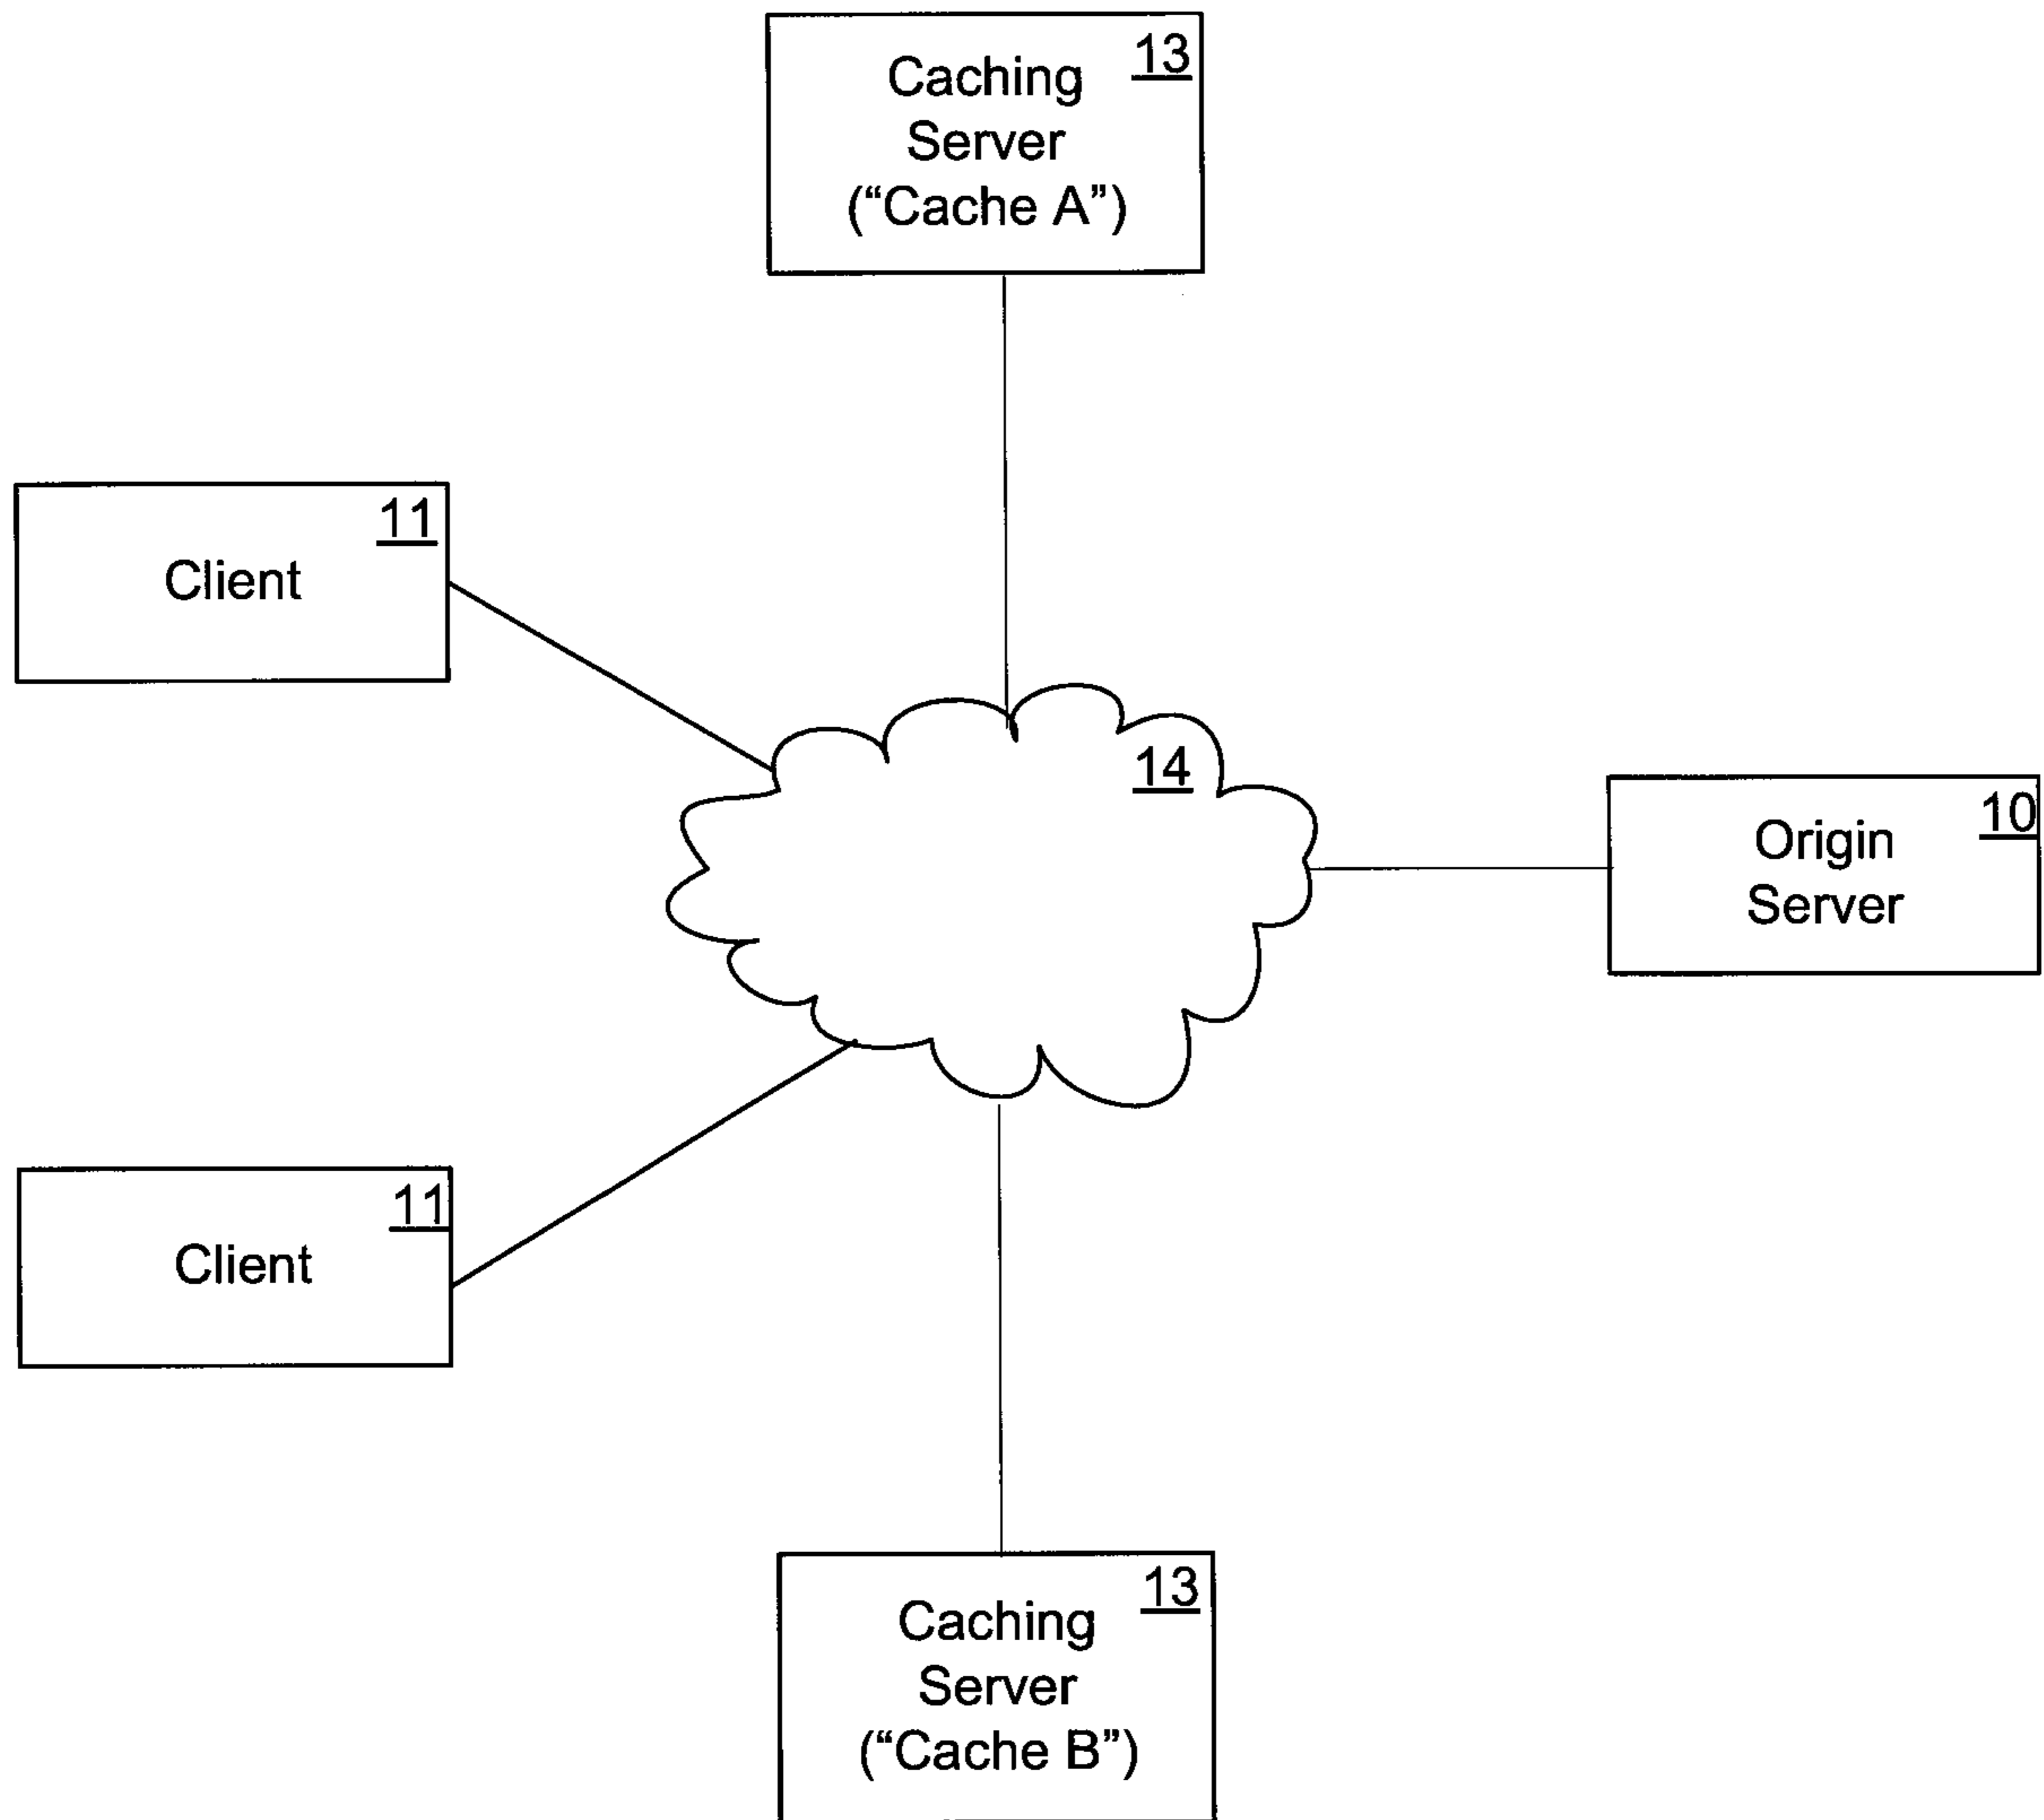 13
Caching
Server
(“Cache A”)
11
Client
14
10
Origin
Server
11
Client
13
Caching
Server
(“Cache B”)